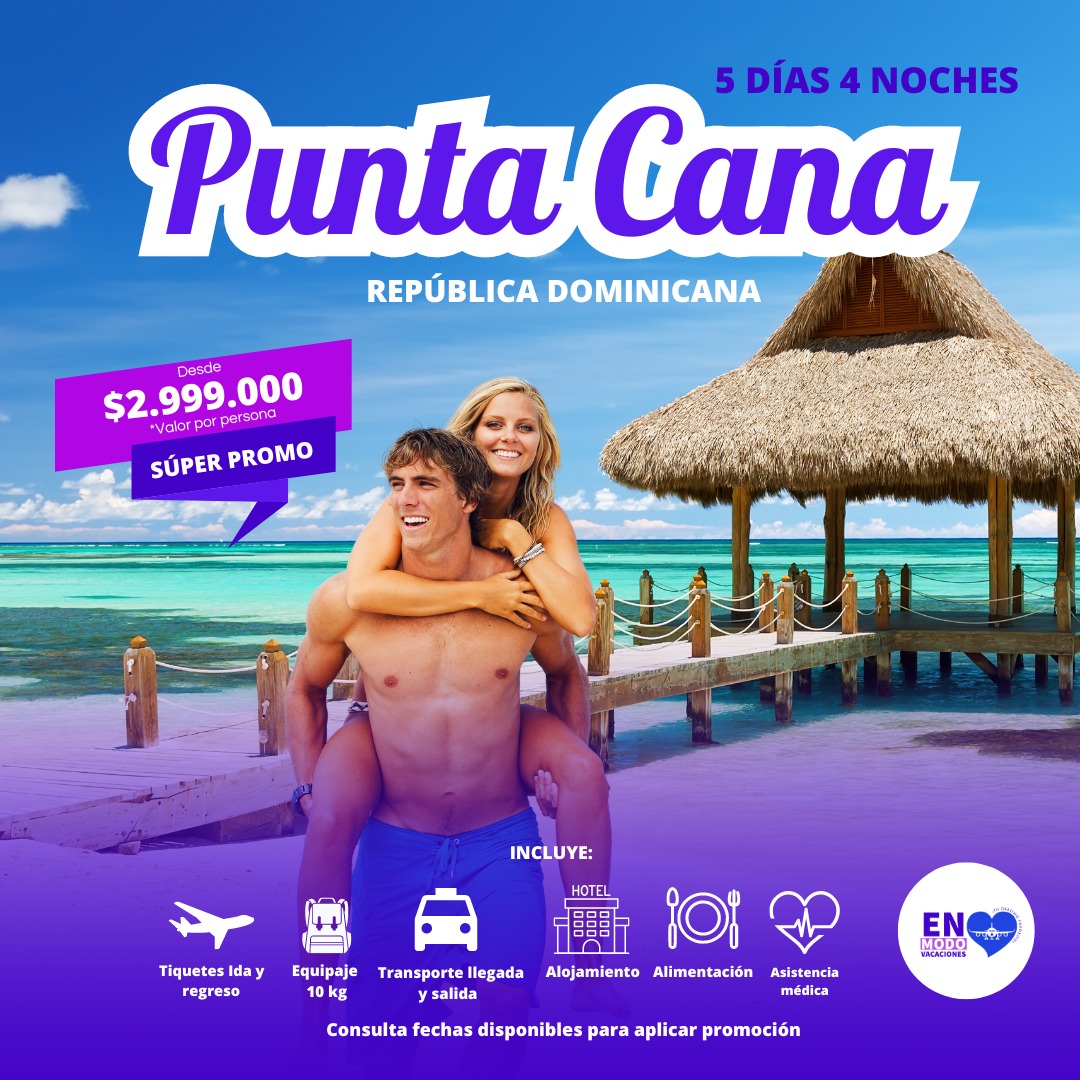 5 DÍAS 4 NOCHES
Punta Cana
REPÚBLICA DOMINICANA
Desde
$2.999.000
*Valor por persona
SÚPER PROMO
INCLUYE:
HOTEL
Tiquetes Ida y
regreso
Equipaje
10 kg
Transporte llegada
y salida
Alojamiento
Alimentación
Asistencia
médica
EN
MODO
VACACIONES
Consulta fechas disponibles para aplicar promoción